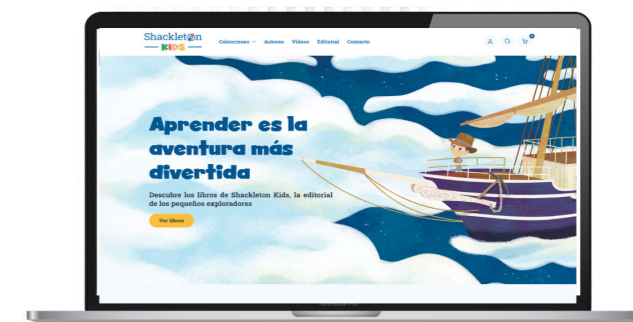 Shackleton
KIDS
Colecciones Autores Vídeos Editorial Contacto
0
Aprender es la
aventura más
divertida
Descubre los libros de Shackleton Kids, la editorial
de los pequeños exploradores
Ver libros